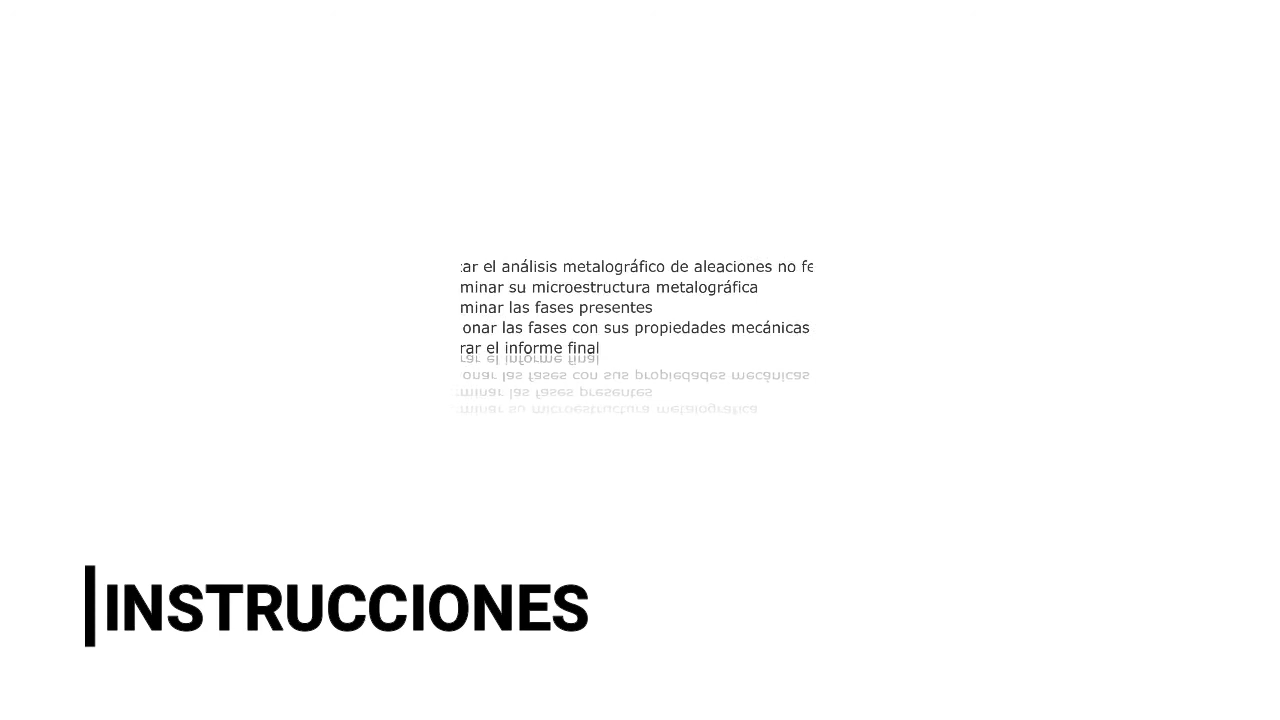 ar el análisis metalográfico de aleaciones no fe
minar su microestructura metalográfica
minar las fases presentes
onar las fases con sus propiedades mecánicas
rar el informe final
INSTRUCCIONES